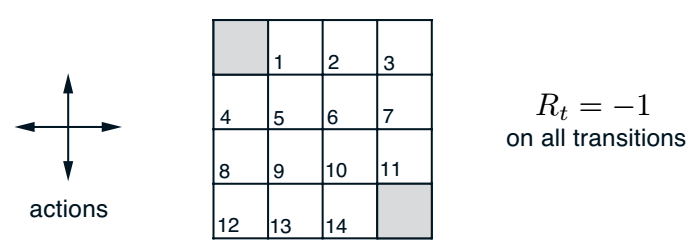 1 2 3
4 5 6 7
8 9 10 11
12 13 14
actions
R_t = −1
on all transitions